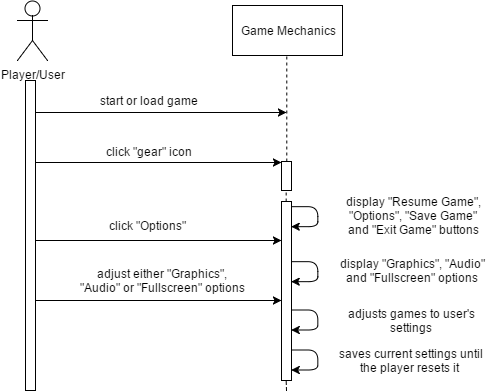 Game Mechanics
Player/User
start or load game
click "gear" icon
display "Resume Game",
"Options", "Save Game"
and "Exit Game" buttons
click "Options"
display "Graphics", "Audio"
and "Fullscreen" options
adjust either "Graphics",
"Audio" or "Fullscreen" options
adjusts games to user's
settings
saves current settings until
the player resets it